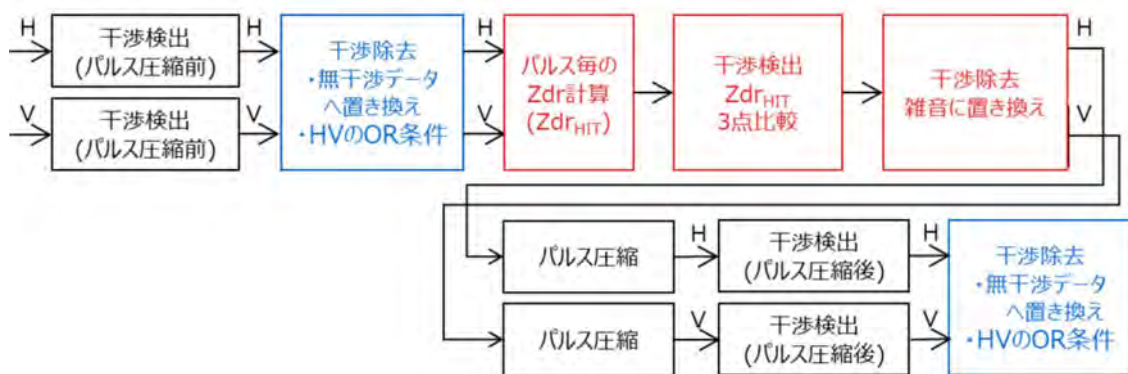 H
干渉検出
(パルス圧縮前)
H
V
干渉検出
(パルス圧縮前)
V
干渉除去
・無干渉データ
へ置き換え
・HVのOR条件
H
V
パルス毎の
Zdr計算
(ZdrHIT)
干渉検出
ZdrHIT
3点比較
干渉除去
雑音に置き換え
H
V
パルス圧縮
H
干渉検出
(パルス圧縮後)
H
パルス圧縮
V
干渉検出
(パルス圧縮後)
V
干渉除去
・無干渉データ
へ置き換え
・HVのOR条件